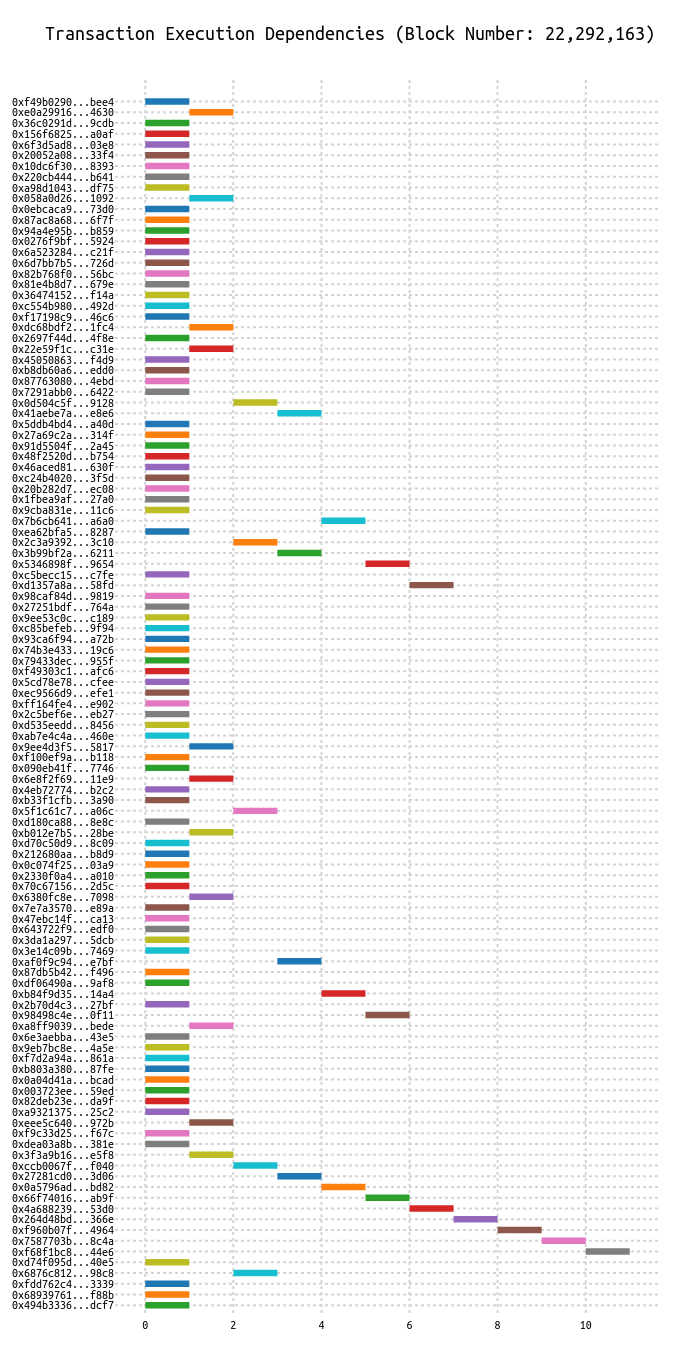 Transaction Execution Dependencies (Block Number: 22,292,163)
0xf49b0290...bee4
0xe0a29916...4630
0x36c0291d...9cdb
0x156f6825...a0af
0x6f3d5ad8...03e8
0x20052a08...33f4
0x10dc6f30...8393
0x220cb444...b641
0xa98d1043...df75
0x058a0d26...1092
0x0ebcaca9...73d0
0x87ac8a68...6f7f
0x94a4e95b...b859
0x0276f9bf...5924
0x6a523284...c21f
0x6d7bb7b5...726d
0x82b768f0...56bc
0x81e4b8d7...679e
0x36474152...f14a
0xc554b980...492d
0xf17198c9...46c6
0xdc68bdf2...1fc4
0x2697f44d...4f8e
0x22e59f1c...c31e
0x45050863...f4d9
0xb8db60a6...edd0
0x87763080...4ebd
0x7291abb0...6422
0x0d504c5f...9128
0x41aebe7a...e8e6
0x5ddb4bd4...a40d
0x27a69c2a...314f
0x91d5504f...2a45
0x48f2520d...b754
0x46aced81...630f
0xc24b4020...3f5d
0x20b282d7...ec08
0x1fbea9af...27a0
0x9cba831e...11c6
0x7b6cb641...a6a0
0xea62bfa5...8287
0x2c3a9392...3c10
0x3b99bf2a...6211
0x5346898f...9654
0xc5becc15...c7fe
0xd1357a8a...58fd
0x98caf84d...9819
0x27251bdf...764a
0x9ee53c0c...c189
0xc85befeb...9f94
0x93ca6f94...a72b
0x74b3e433...19c6
0x79433dec...955f
0xf49303c1...afc6
0x5cd78e78...cfee
0xec9566d9...efe1
0xff164fe4...e902
0x2c5bef6e...eb27
0xd535eedd...8456
0xab7e4c4a...460e
0x9ee4d3f5...5817
0xf100ef9a...b118
0x090eb41f...7746
0x6e8f2f69...11e9
0x4eb72774...b2c2
0xb33f1cfb...3a90
0x5f1c61c7...a06c
0xd180ca88...8e8c
0xb012e7b5...28be
0xd70c50d9...8c09
0x212680aa...b8d9
0x0c074f25...03a9
0x2330f0a4...a010
0x70c67156...2d5c
0x6380fc8e...7098
0x7e7a3570...e89a
0x47ebc14f...ca13
0x643722f9...edf0
0x3da1a297...5dcb
0x3e14c09b...7469
0xaf0f9c94...e7bf
0x87db5b42...f496
0xdf06490a...9af8
0xb84f9d35...14a4
0x2b70d4c3...27bf
0x98498c4e...0f11
0xa8ff9039...bede
0x6e3aebba...43e5
0x9eb7bc8e...4a5e
0xf7d2a94a...861a
0xb803a380...87fe
0x0a04d41a...bcad
0x003723ee...59ed
0x82deb23e...da9f
0xa9321375...25c2
0xeee5c640...972b
0xf9c33d25...f67c
0xdea03a8b...381e
0x3f3a9b16...e5f8
0xccb0067f...f040
0x27281cd0...3d06
0x0a5796ad...bd82
0x66f74016...ab9f
0x4a688239...53d0
0x264d48bd...366e
0xf960b07f...4964
0x7587703b...8c4a
0xf68f1bc8...44e6
0xd74f095d...40e5
0x6876c812...98c8
0xfdd762c4...3339
0x68939761...f88b
0x494b3336...dcf7
0 2 4 6 8 10